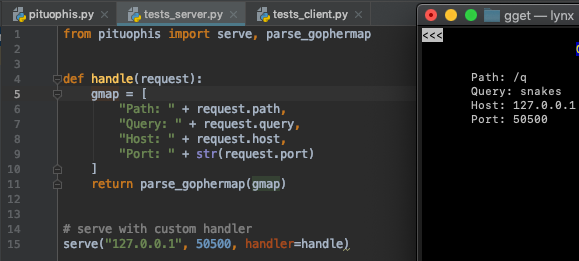 pituophis.py
tests_server.py
tests_client.py
gget — lynx
1 from pituophis import serve, parse_gophermap
2
3
4 def handle(request):
5 gmap = [
6 "Path: " + request.path,
7 "Query: " + request.query,
8 "Host: " + request.host,
9 "Port: " + str(request.port)
10 ]
11 return parse_gophermap(gmap)
12
13
14 # serve with custom handler
15 serve("127.0.0.1", 50500, handler=handle)
<<<
Path: /q
Query: snakes
Host: 127.0.0.1
Port: 50500